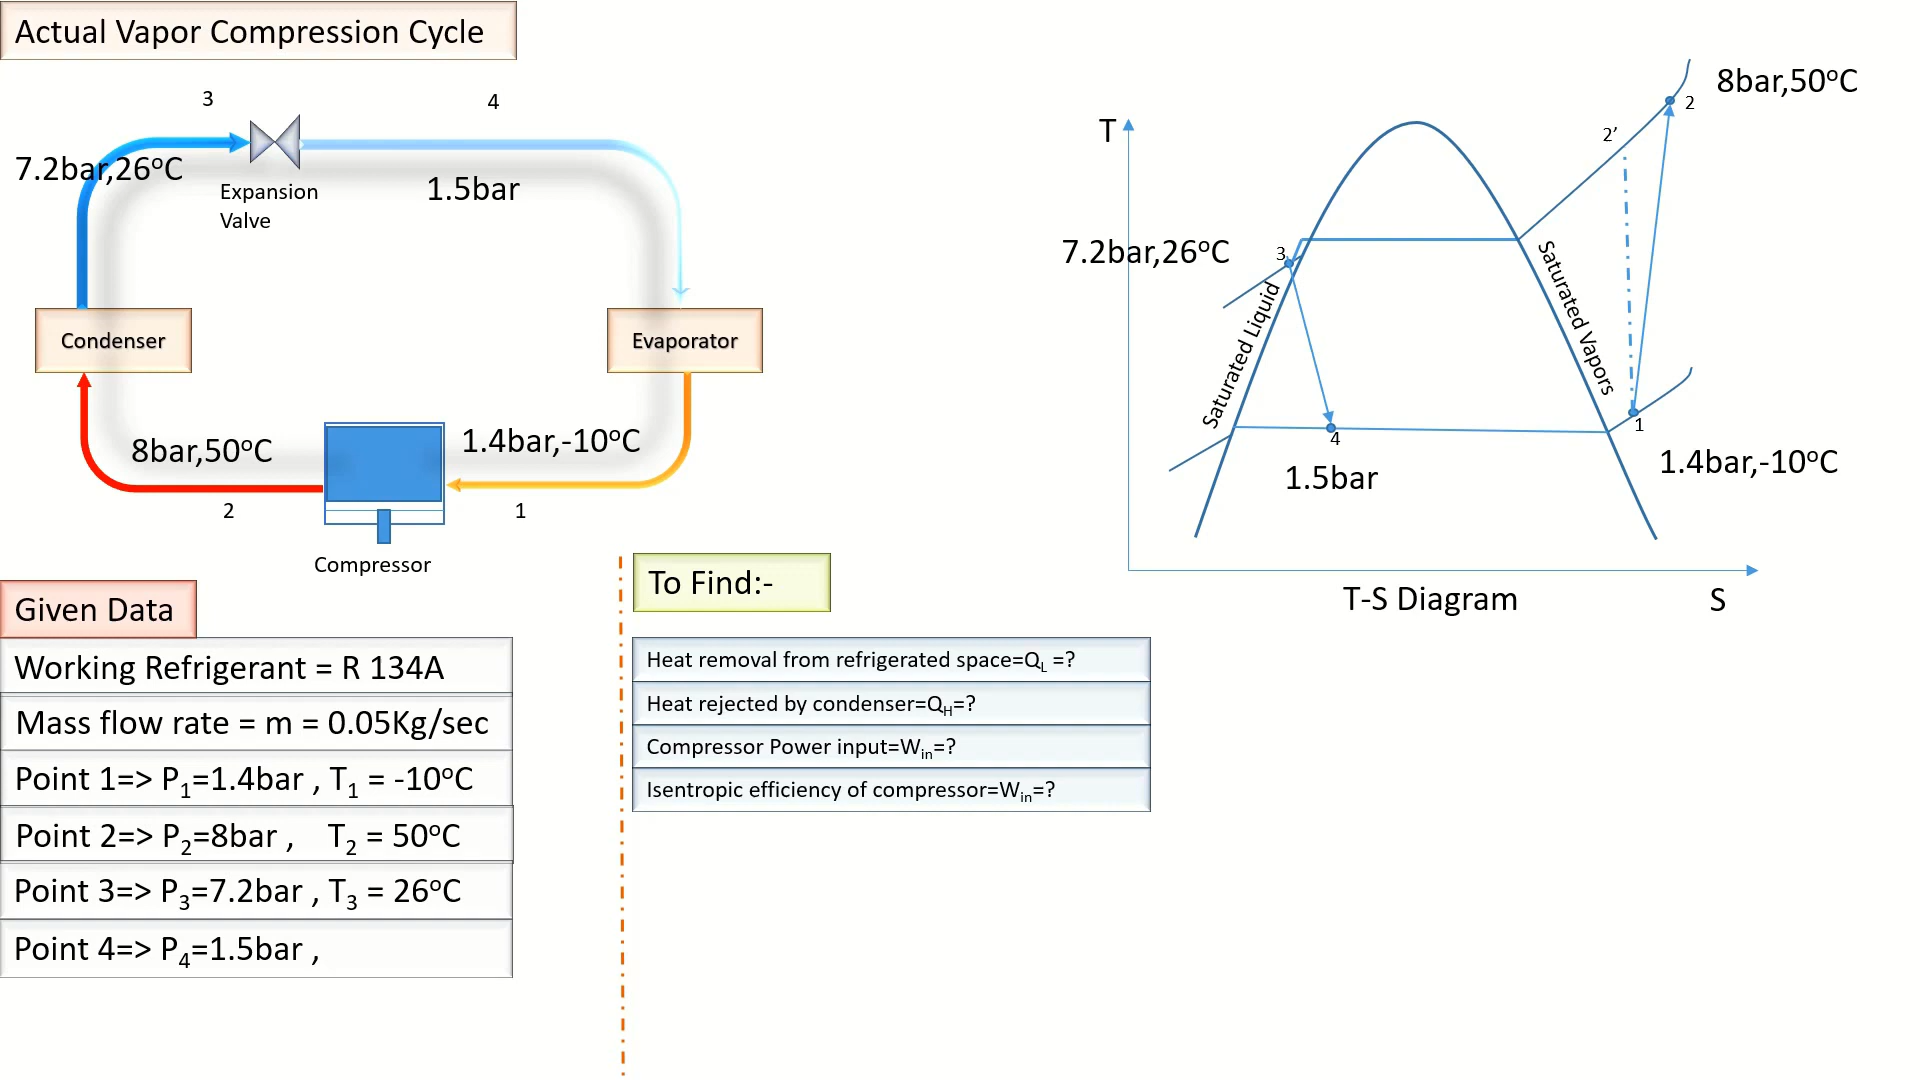 Actual Vapor Compression Cycle
3
4
7.2bar,26°C
Expansion
Valve
1.5bar
Condenser
Evaporator
8bar,50°C
1.4bar,-10°C
2
1
Compressor
T
8bar,50°C
2
2’
7.2bar,26°C
3
Saturated Liquid
Saturated Vapors
4
1
1.5bar
1.4bar,-10°C
T-S Diagram
S
Given Data
Working Refrigerant = R 134A
Mass flow rate = m = 0.05Kg/sec
Point 1=> P1=1.4bar , T1 = -10°C
Point 2=> P2=8bar , T2 = 50°C
Point 3=> P3=7.2bar , T3 = 26°C
Point 4=> P4=1.5bar ,
To Find:-
Heat removal from refrigerated space=QL =?
Heat rejected by condenser=QH=?
Compressor Power input=Win=?
Isentropic efficiency of compressor=Win=?